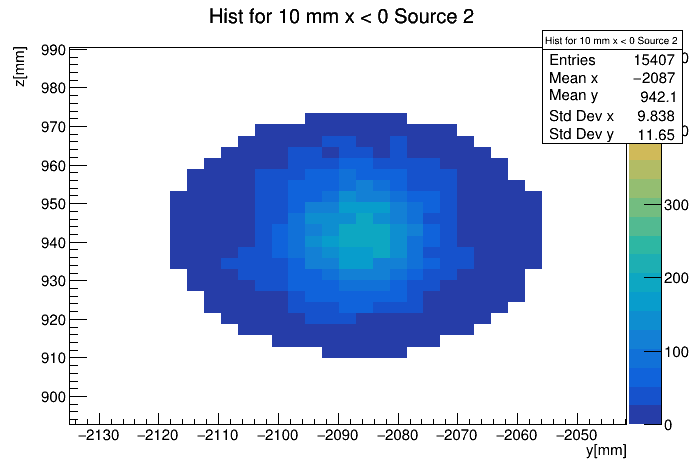 Hist for 10 mm x < 0 Source 2
z[mm]
990
980
970
960
950
940
930
920
910
900
−2130 −2120 −2110 −2100 −2090 −2080 −2070 −2060 −2050
y[mm]
Hist for 10 mm x < 0 Source 2
Entries 15407
Mean x −2087
Mean y 942.1
Std Dev x 9.838
Std Dev y 11.65
300
200
100
0